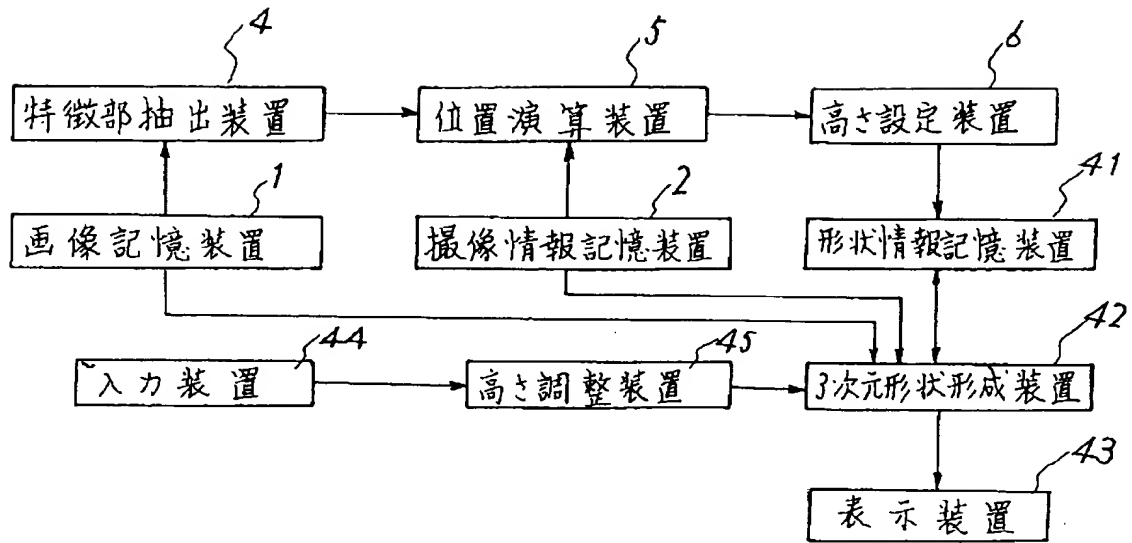 4
5
6
特徴部抽出装置
位置演算装置
高さ設定装置
1
2
41
画像記憶装置
撮像情報記憶装置
形状情報記憶装置
44
45
42
入力装置
高さ調整装置
3次元形状形成装置
43
表示装置